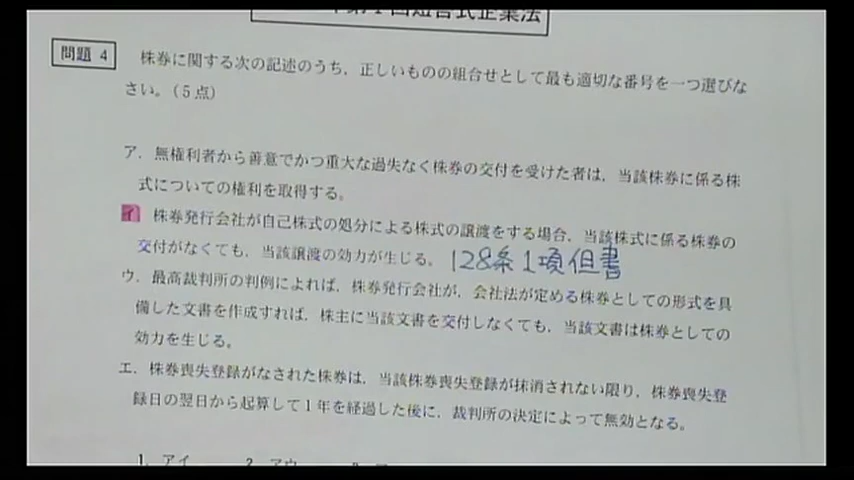 第1回短答式企業法
問題 4
株券に関する次の記述のうち，正しいものの組合せとして最も適切な番号を一つ選びな
さい。（5点）
ア．無権利者から善意でかつ重大な過失なく株券の交付を受けた者は，当該株券に係る株
式についての権利を取得する。
イ 株券発行会社が自己株式の処分による株式の譲渡をする場合，当該株式に係る株券の
交付がなくても，当該譲渡の効力が生じる。 128条1項但書
ウ．最高裁判所の判例によれば，株券発行会社が，会社法が定める株券としての形式を具
備した文書を作成すれば，株主に当該文書を交付しなくても，当該文書は株券としての
効力を生じる。
エ．株券喪失登録がなされた株券は，当該株券喪失登録が抹消されない限り，株券喪失登
録日の翌日から起算して1年を経過した後に，裁判所の決定によって無効となる。
1．アイ 2．アウ